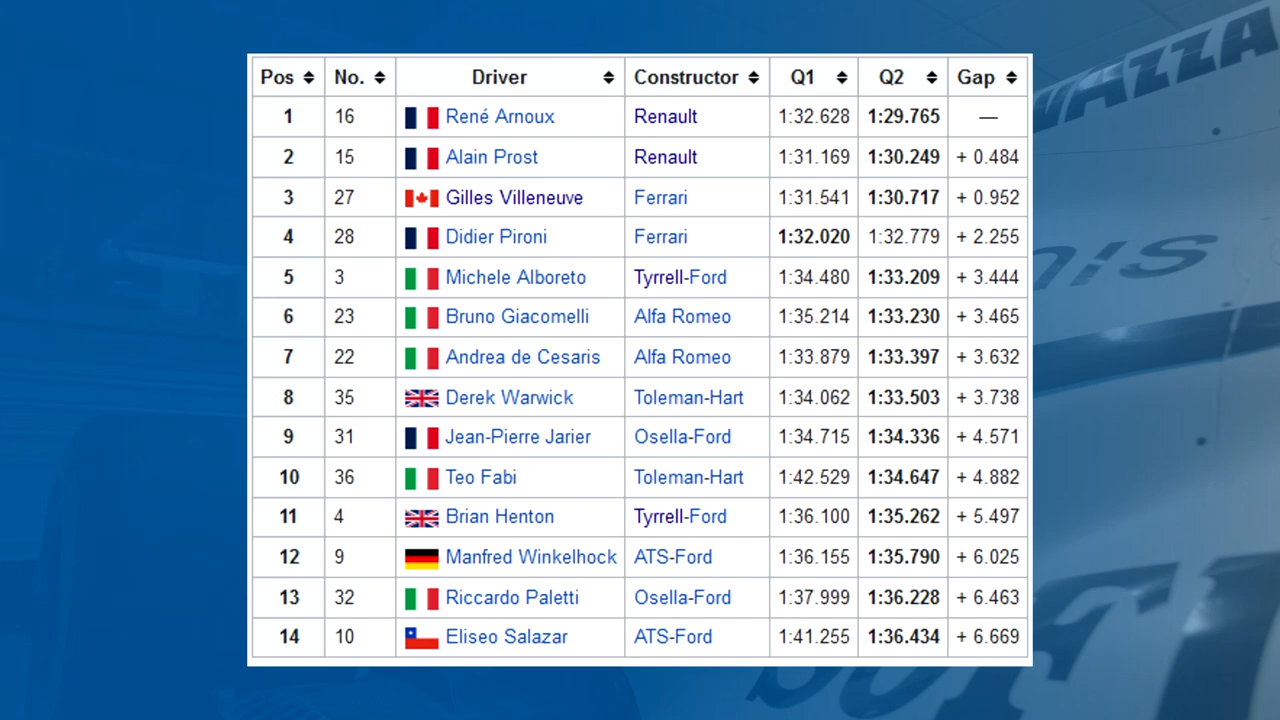 Pos No. Driver Constructor Q1 Q2 Gap
1 16 René Arnoux Renault 1:32.628 1:29.765 —
2 15 Alain Prost Renault 1:31.169 1:30.249 + 0.484
3 27 Gilles Villeneuve Ferrari 1:31.541 1:30.717 + 0.952
4 28 Didier Pironi Ferrari 1:32.020 1:32.779 + 2.255
5 3 Michele Alboreto Tyrrell-Ford 1:34.480 1:33.209 + 3.444
6 23 Bruno Giacomelli Alfa Romeo 1:35.214 1:33.230 + 3.465
7 22 Andrea de Cesaris Alfa Romeo 1:33.879 1:33.397 + 3.632
8 35 Derek Warwick Toleman-Hart 1:34.062 1:33.503 + 3.738
9 31 Jean-Pierre Jarier Osella-Ford 1:34.715 1:34.336 + 4.571
10 36 Teo Fabi Toleman-Hart 1:42.529 1:34.647 + 4.882
11 4 Brian Henton Tyrrell-Ford 1:36.100 1:35.262 + 5.497
12 9 Manfred Winkelhock ATS-Ford 1:36.155 1:35.790 + 6.025
13 32 Riccardo Paletti Osella-Ford 1:37.999 1:36.228 + 6.463
14 10 Eliseo Salazar ATS-Ford 1:41.255 1:36.434 + 6.669